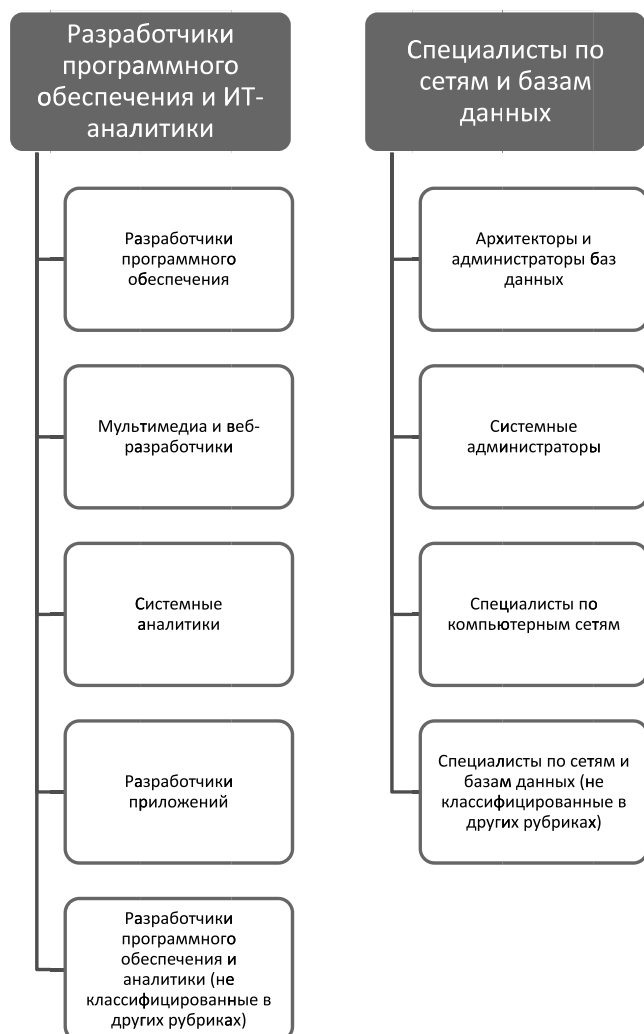 Разработчики
программного
обеспечения и ИТ-
аналитики
Разработчики
программного
обеспечения
Мультимедиа и веб-
разработчики
Системные
аналитики
Разработчики
приложений
Разработчики
программного
обеспечения и
аналитики (не
классифицированные в
других рубриках)
Специалисты по
сетям и базам
данных
Архитекторы и
администраторы баз
данных
Системные
администраторы
Специалисты по
компьютерным сетям
Специалисты по сетям и
базам данных (не
классифицированные в
других рубриках)